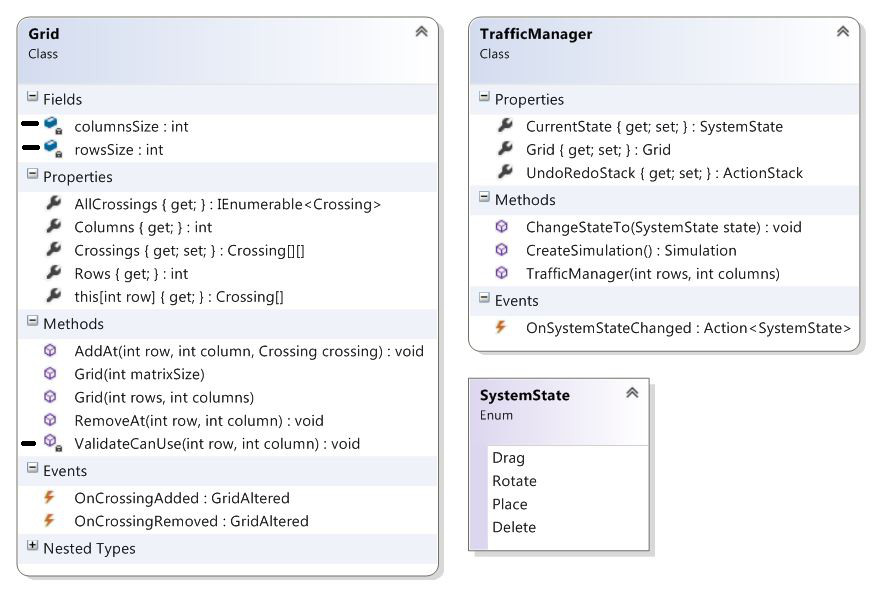 Grid
Class
Fields
columnsSize : int
rowsSize : int
Properties
AllCrossings { get; } : IEnumerable<Crossing>
Columns { get; } : int
Crossings { get; set; } : Crossing[][]
Rows { get; } : int
this[int row] { get; } : Crossing[]
Methods
AddAt(int row, int column, Crossing crossing) : void
Grid(int matrixSize)
Grid(int rows, int columns)
RemoveAt(int row, int column) : void
ValidateCanUse(int row, int column) : void
Events
OnCrossingAdded : GridAltered
OnCrossingRemoved : GridAltered
Nested Types
TrafficManager
Class
Properties
CurrentState { get; set; } : SystemState
Grid { get; set; } : Grid
UndoRedoStack { get; set; } : ActionStack
Methods
ChangeStateTo(SystemState state) : void
CreateSimulation() : Simulation
TrafficManager(int rows, int columns)
Events
OnSystemStateChanged : Action<SystemState>
SystemState
Enum
Drag
Rotate
Place
Delete